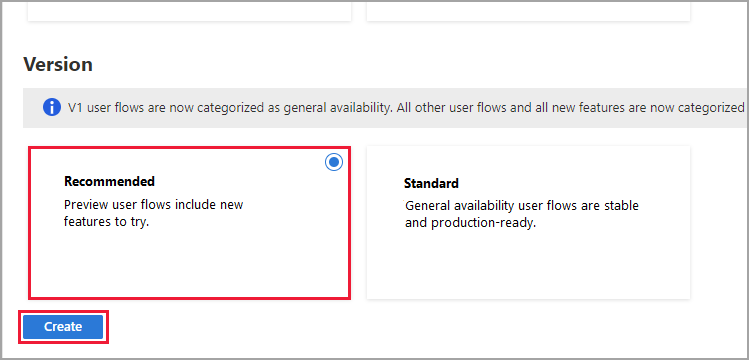 Version
V1 user flows are now categorized as general availability. All other user flows and all new features are now categorized
Recommended
Preview user flows include new
features to try.
Standard
General availability user flows are stable
and production-ready.
Create